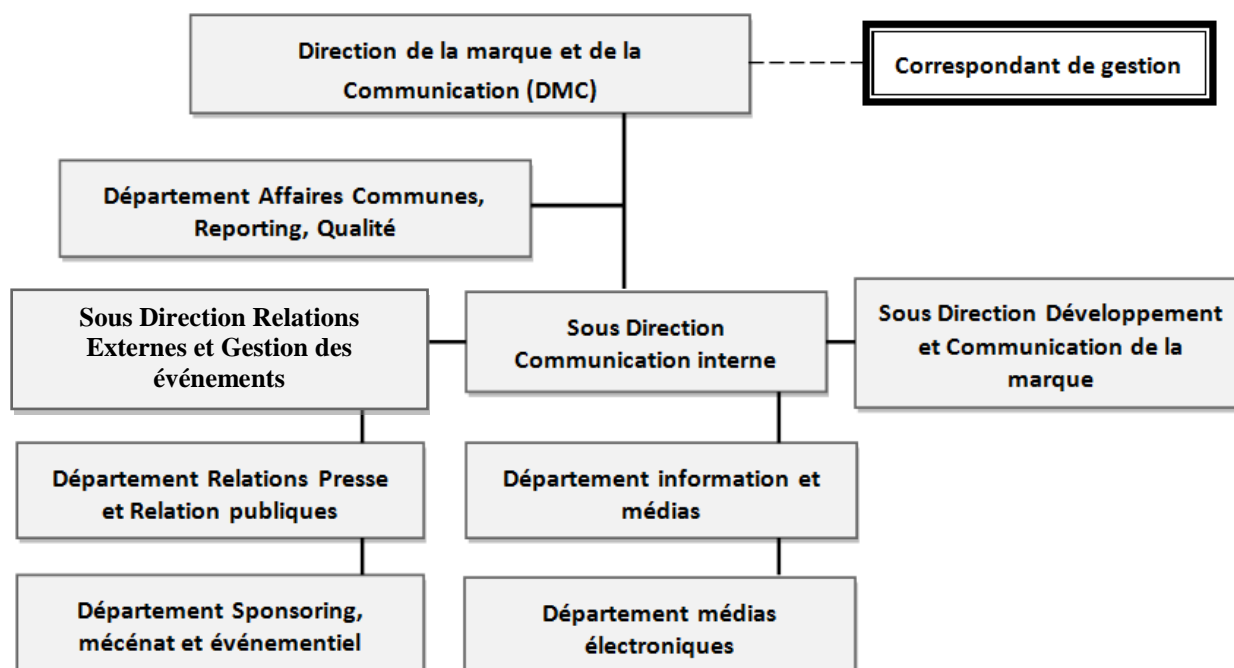 Direction de la marque et de la
Communication (DMC)
Correspondant de gestion
Département Affaires Communes,
Reporting, Qualité
Sous Direction Relations
Externes et Gestion des
événements
Sous Direction
Communication interne
Sous Direction Développement
et Communication de la
marque
Département Relations Presse
et Relation publiques
Département information et
médias
Département Sponsoring,
mécénat et événementiel
Département médias
électroniques